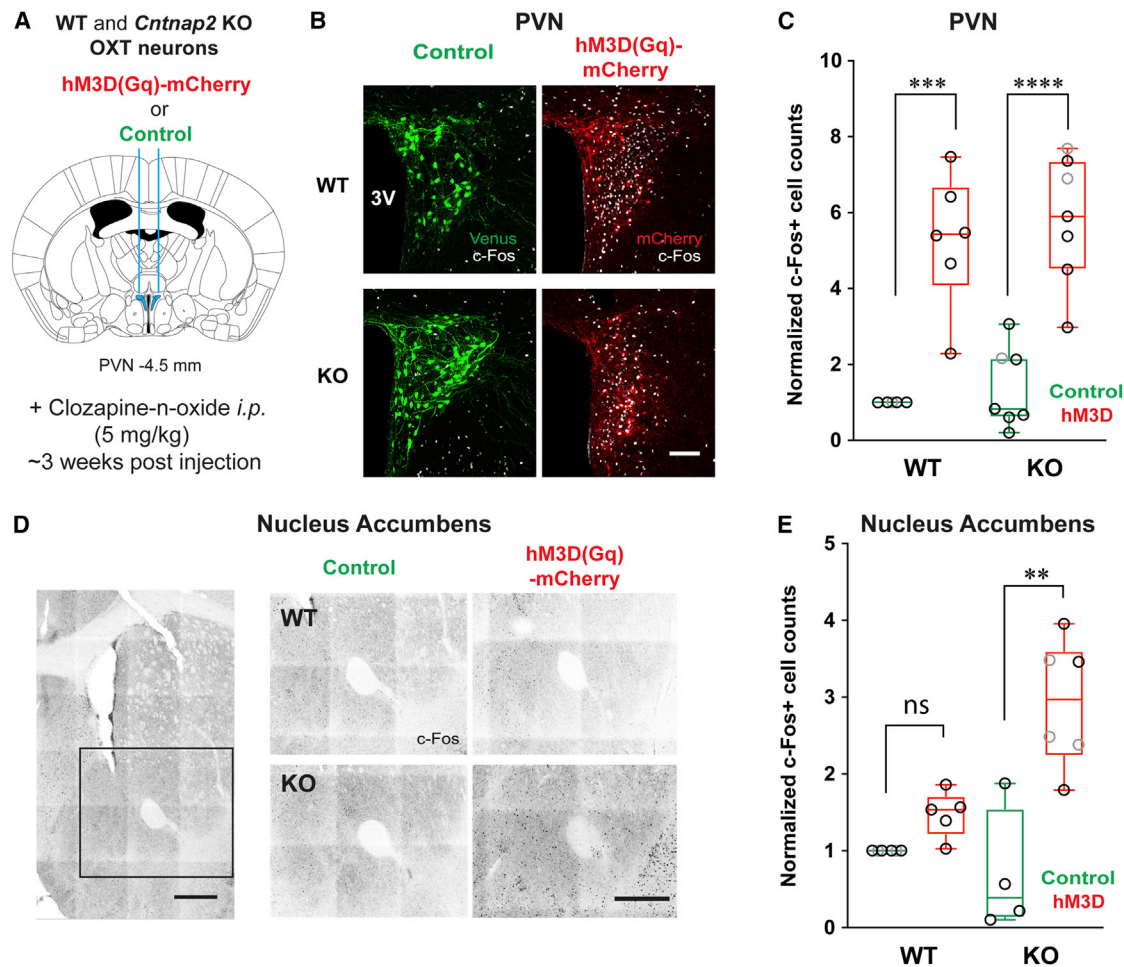 A
WT and Cntnap2 KO
OXT neurons
hM3D(Gq)-mCherry
or
Control
PVN -4.5 mm
+ Clozapine-n-oxide i.p.
(5 mg/kg)
~3 weeks post injection
B
PVN
Control
hM3D(Gq)-
mCherry
WT
3V
Venus
c-Fos
mCherry
c-Fos
KO
C
PVN
Normalized c-Fos+ cell counts
10
8
6
4
2
0
***
****
Control
hM3D
WT
KO
D
Nucleus Accumbens
Control
hM3D(Gq)
-mCherry
WT
c-Fos
KO
E
Nucleus Accumbens
Normalized c-Fos+ cell counts
5
4
3
2
1
0
ns
**
Control
hM3D
WT
KO